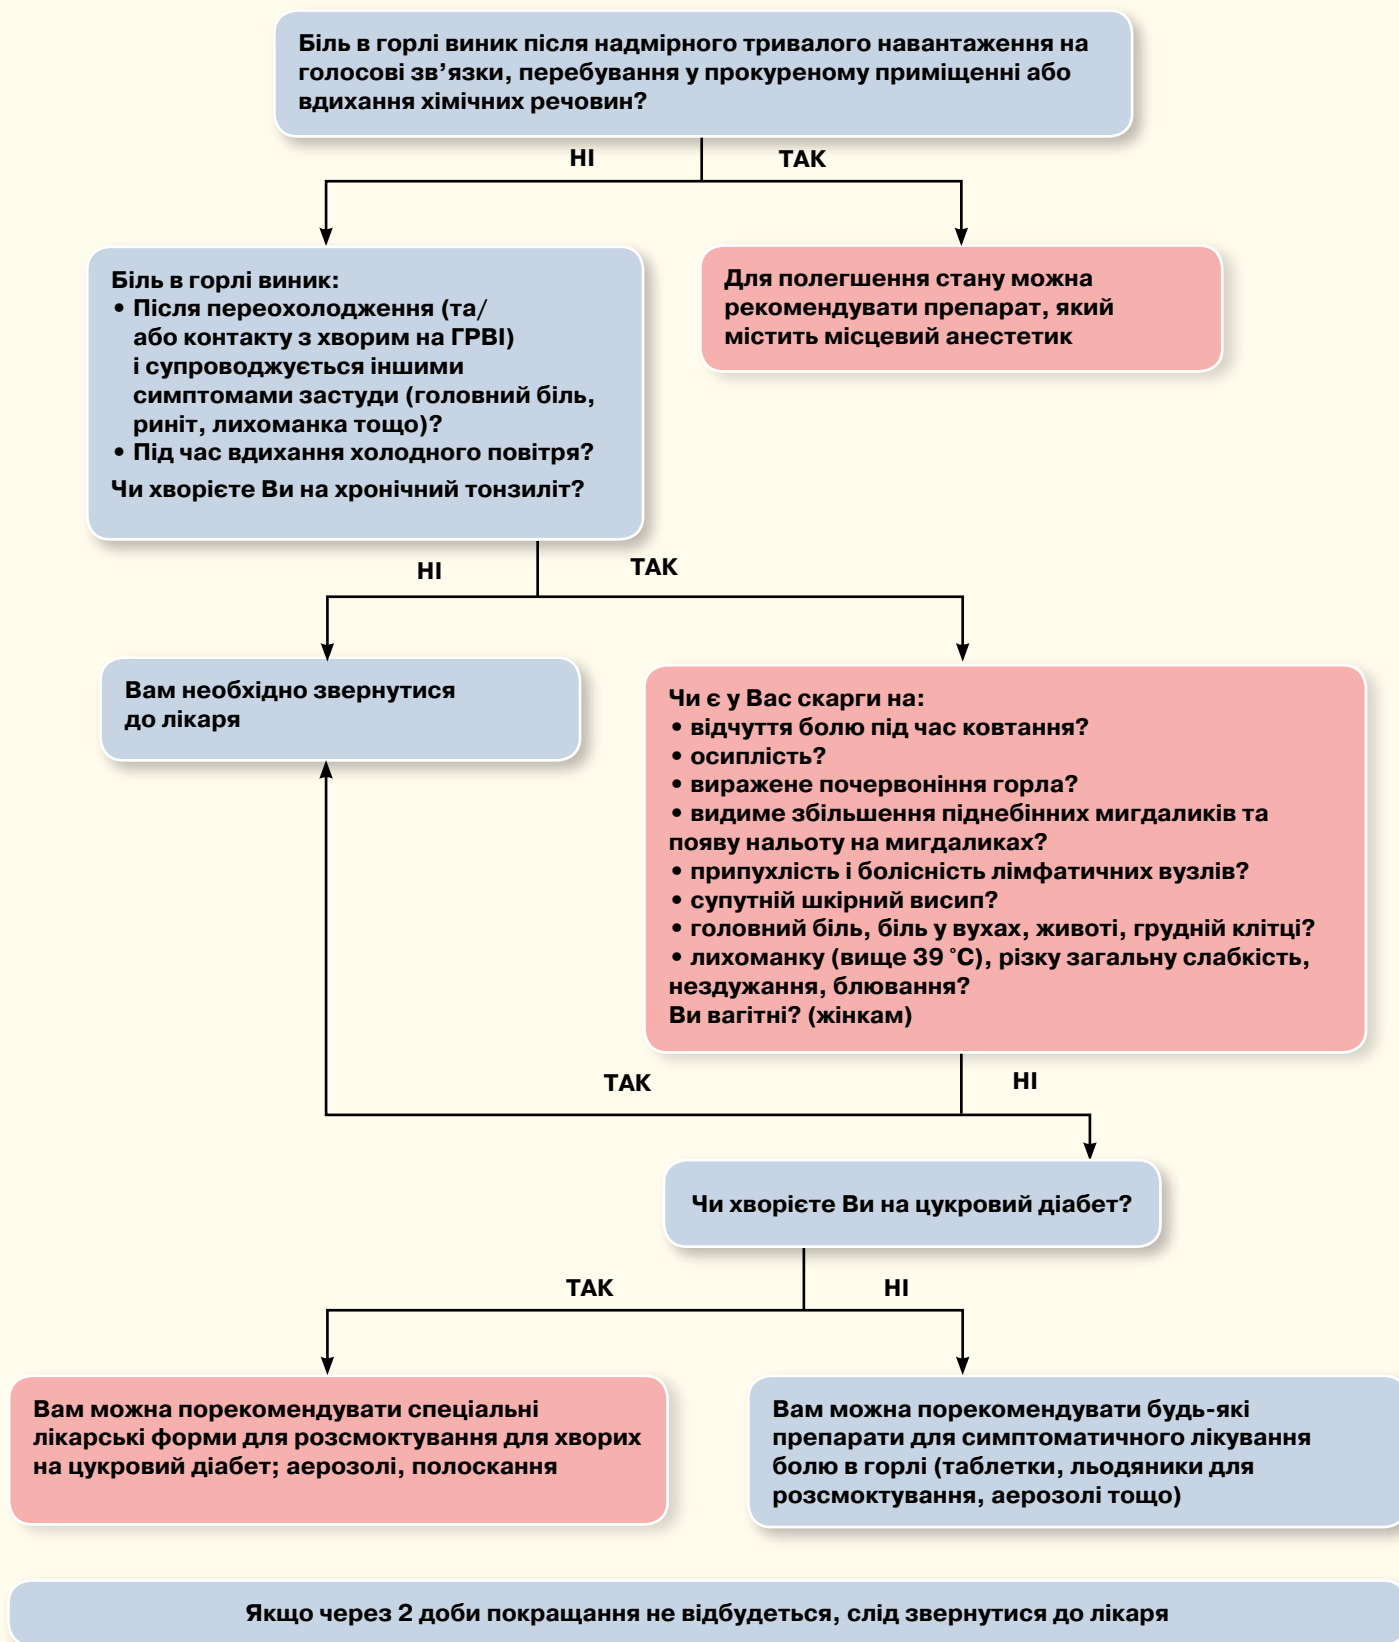 Біль в горлі виник після надмірного тривалого навантаження на
голосові зв’язки, перебування у прокуреному приміщенні або
вдихання хімічних речовин?
НІ
ТАК
Біль в горлі виник:
• Після переохолодження (та/
або контакту з хворим на ГРВІ)
і супроводжується іншими
симптомами застуди (головний біль,
риніт, лихоманка тощо)?
• Під час вдихання холодного повітря?
Чи хворієте Ви на хронічний тонзиліт?
Для полегшення стану можна
рекомендувати препарат, який
містить місцевий анестетик
НІ
ТАК
Вам необхідно звернутися
до лікаря
Чи є у Вас скарги на:
• відчуття болю під час ковтання?
• осиплість?
• виражене почервоніння горла?
• видиме збільшення піднебінних мигдаликів та
появу нальоту на мигдаликах?
• припухлість і болісність лімфатичних вузлів?
• супутній шкірний висип?
• головний біль, біль у вухах, животі, грудній клітці?
• лихоманку (вище 39 °С), різку загальну слабкість,
нездужання, блювання?
Ви вагітні? (жінкам)
ТАК
НІ
Чи хворієте Ви на цукровий діабет?
ТАК
НІ
Вам можна порекомендувати спеціальні
лікарські форми для розсмоктування для хворих
на цукровий діабет; аерозолі, полоскання
Вам можна порекомендувати будь-які
препарати для симптоматичного лікування
болю в горлі (таблетки, льодяники для
розсмоктування, аерозолі тощо)
Якщо через 2 доби покращання не відбудеться, слід звернутися до лікаря